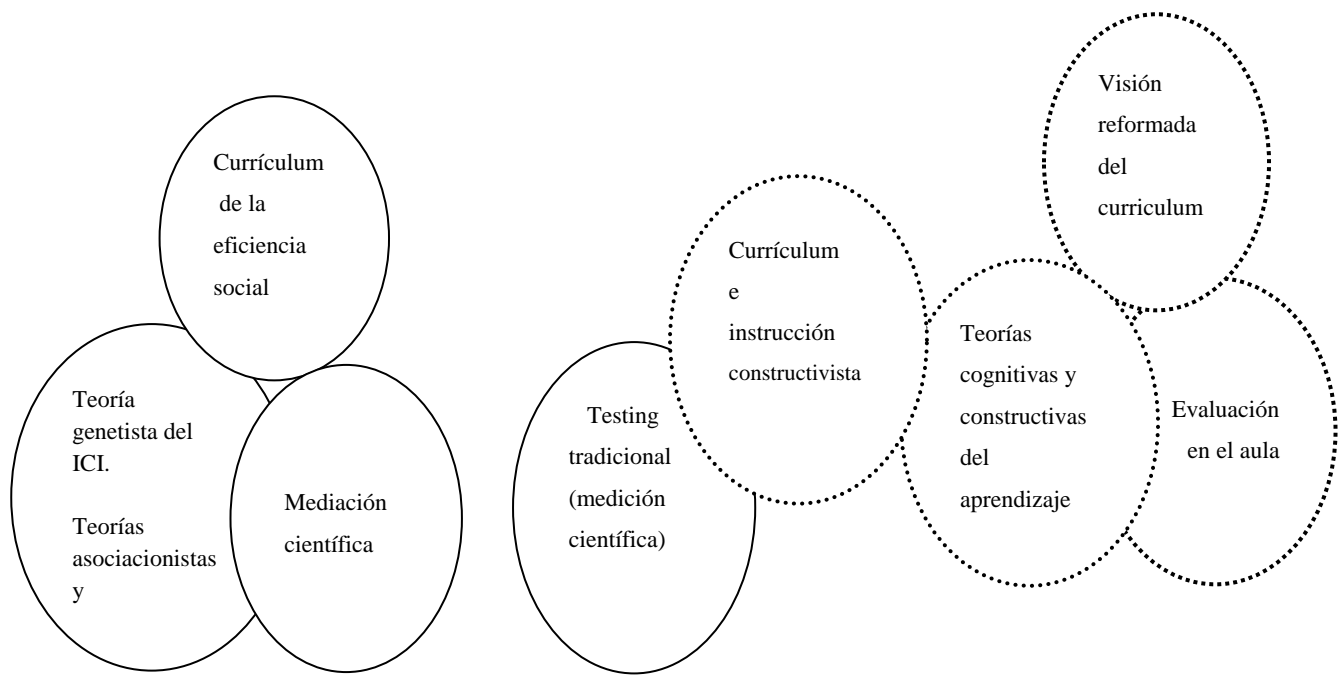 Currículum
de la
eficiencia
social
Teoría
genetista del
ICI.
Teorías
asociacionistas
y
Mediación
científica
Testing
tradicional
(medición
científica)
Currículum
e
instrucción
constructivista
Teorías
cognitivas y
constructivas
del
aprendizaje
Visión
reformada
del
curriculum
Evaluación
en el aula